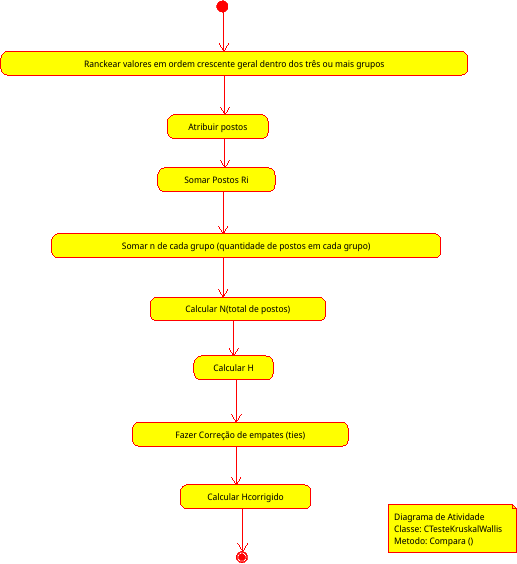 Ranckear valores em ordem crescente geral dentro dos três ou mais grupos
Atribuir postos
Somar Postos Ri
Somar n de cada grupo (quantidade de postos em cada grupo)
Calcular N(total de postos)
Calcular H
Fazer Correção de empates (ties)
Calcular Hcorrigido
Diagrama de Atividade
Classe: CTesteKruskalWallis
Metodo: Compara ()